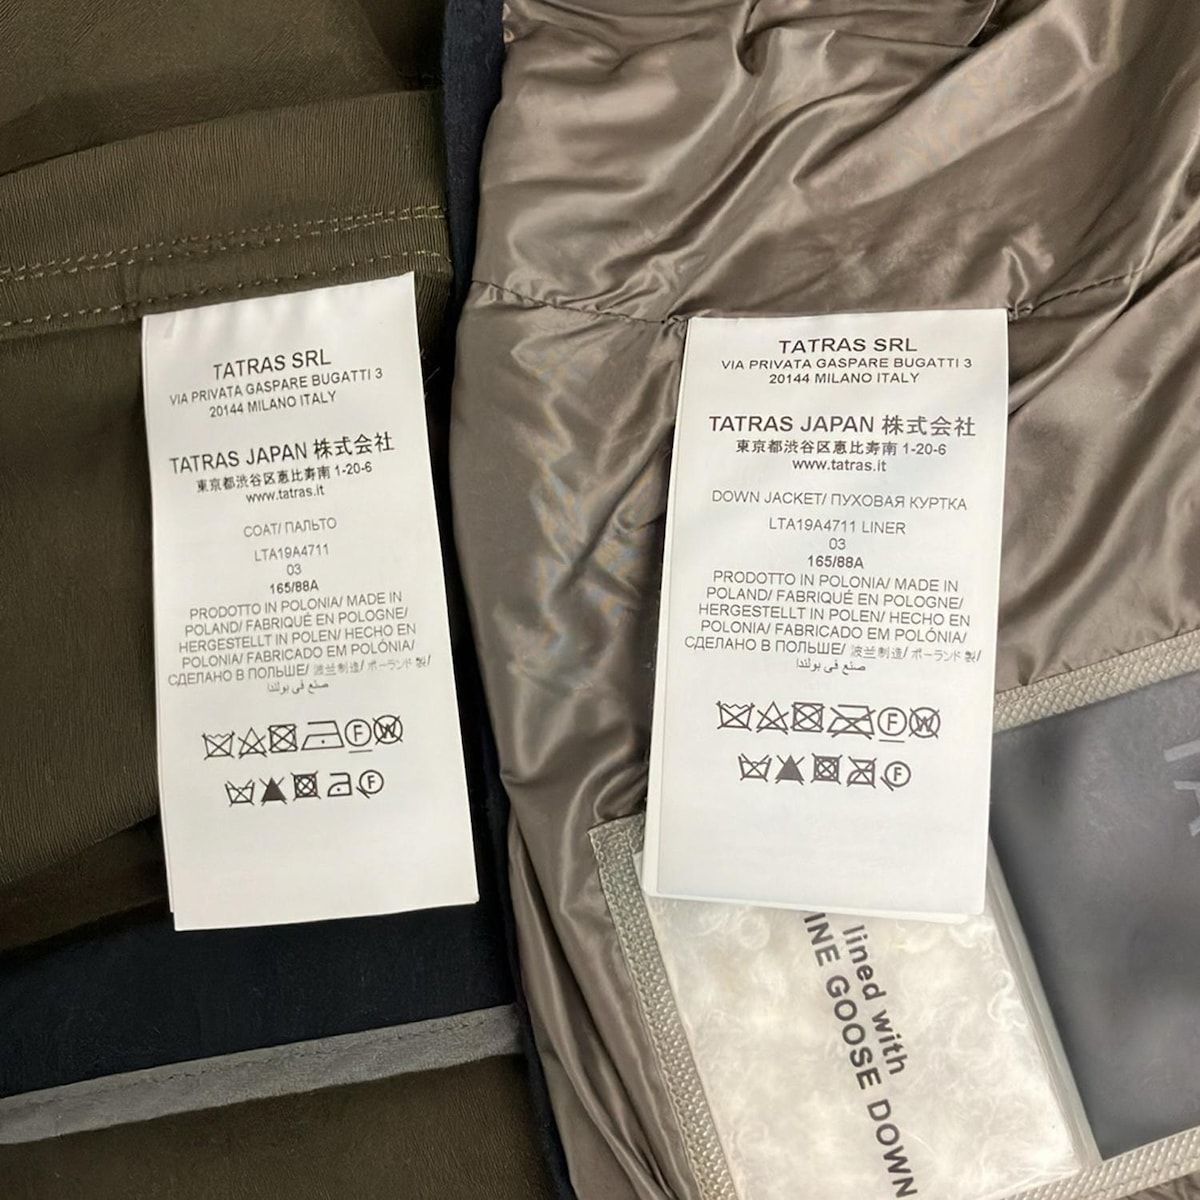 TATRAS SRL
VIA PRIVATA GASPARE BUGATTI 3
20144 MILANO ITALY
TATRAS JAPAN 株式会社
東京都渋谷区恵比寿南 1-20-6
www.tatras.it
COAT/ ПАЛЬТО
LTA19A4711
03
165/88A
PRODOTTO IN POLONIA/ MADE IN
POLAND/ FABRIQUÉ EN POLOGNE/
HERGESTELLT IN POLEN/ HECHO EN
POLONIA/ FABRICADO EM POLÓNIA/
СДЕЛАНО В ПОЛЬШЕ/ 波兰制造/ ポーランド製/
صنع في بولندا
F W
F
TATRAS SRL
VIA PRIVATA GASPARE BUGATTI 3
20144 MILANO ITALY
TATRAS JAPAN 株式会社
東京都渋谷区恵比寿南 1-20-6
www.tatras.it
DOWN JACKET/ ПУХОВАЯ КУРТКА
LTA19A4711 LINER
03
165/88A
PRODOTTO IN POLONIA/ MADE IN
POLAND/ FABRIQUÉ EN POLOGNE/
HERGESTELLT IN POLEN/ HECHO EN
POLONIA/ FABRICADO EM POLÓNIA/
СДЕЛАНО В ПОЛЬШЕ/ 波兰制造/ ポーランド製/
صنع في بولندا
F W
F
lined with
INE GOOSE DOWN